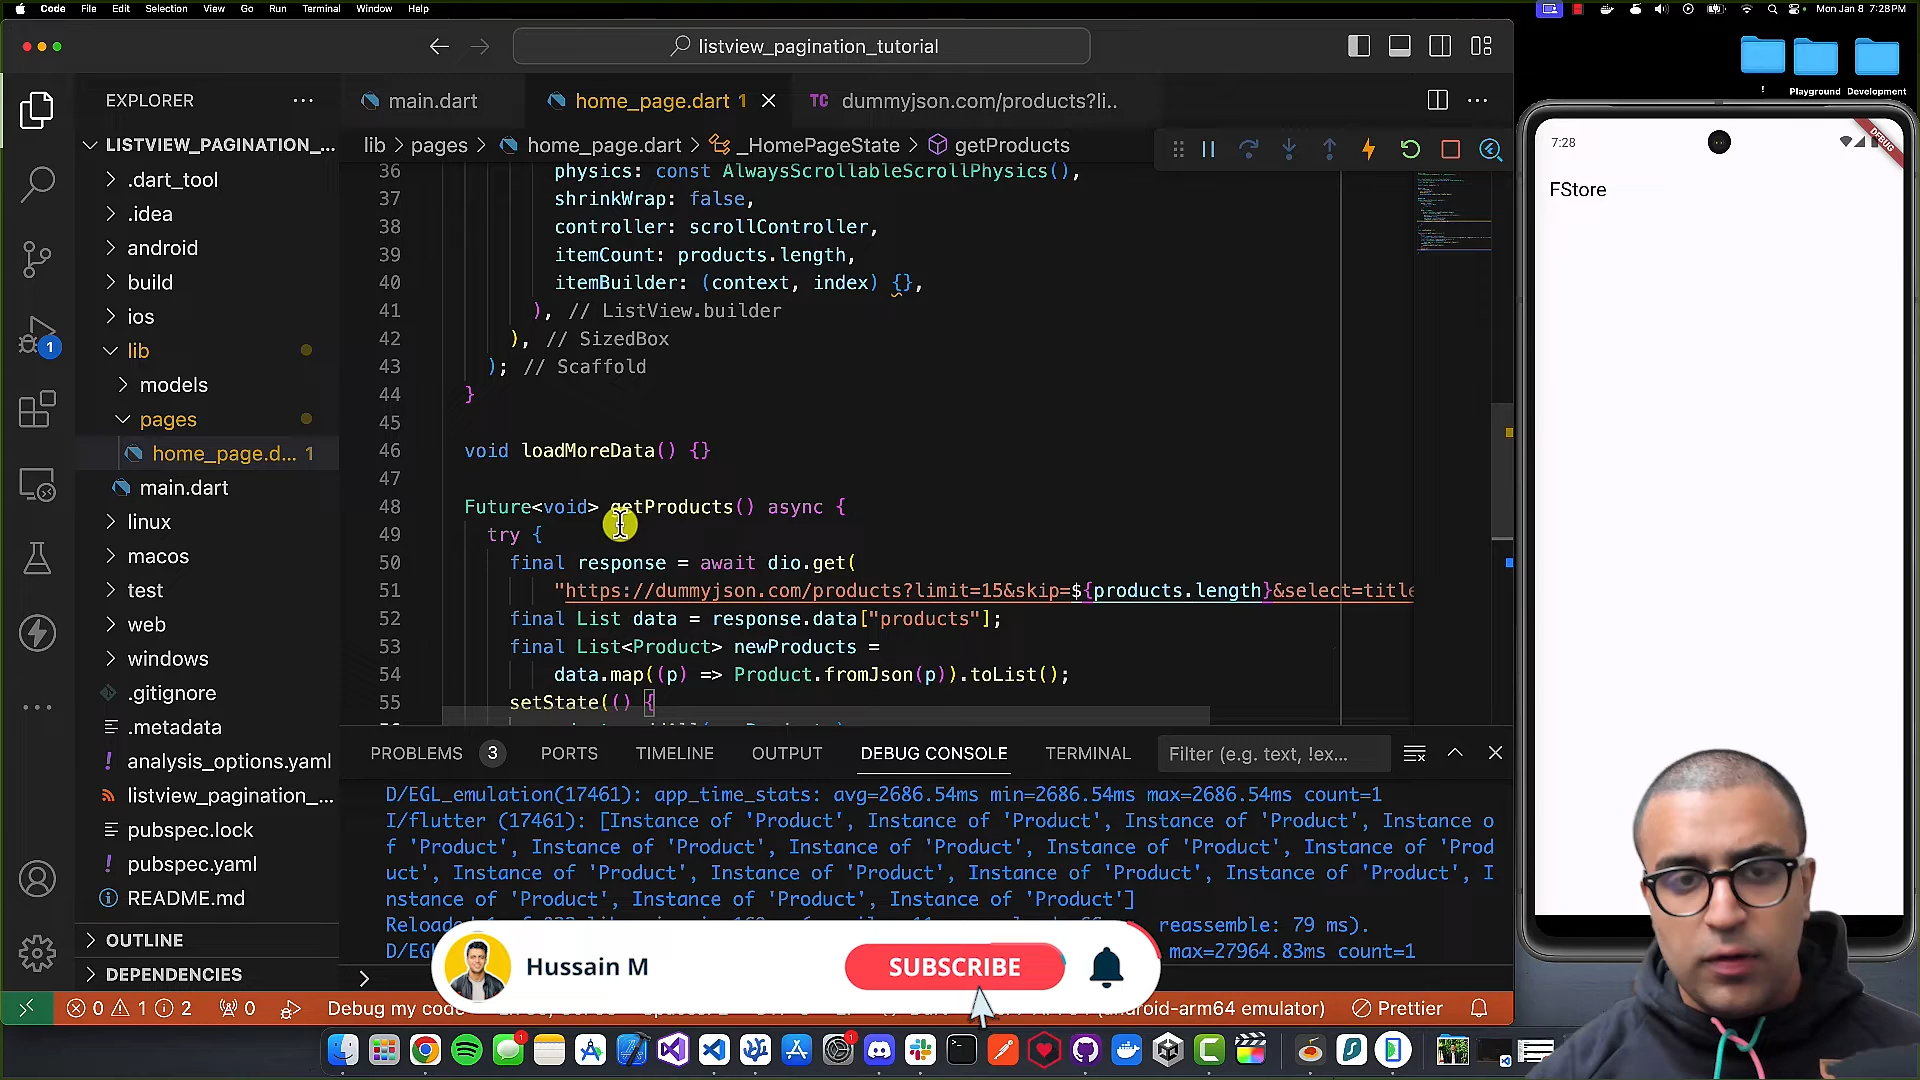 Code File Edit Selection View Go Run Terminal Window Help
Mon Jan 8 7:28PM
listview_pagination_tutorial
EXPLORER
main.dart
home_page.dart 1
TC dummyjson.com/products?li..
Playground
Development
LISTVIEW_PAGINATION_...
lib > pages > home_page.dart > _HomePageState > getProducts
.dart_tool
.idea
android
build
ios
lib
models
pages
home_page.d... 1
main.dart
linux
macos
test
web
windows
.gitignore
.metadata
analysis_options.yaml
listview_pagination_...
pubspec.lock
pubspec.yaml
README.md
OUTLINE
DEPENDENCIES
1
36 physics: const AlwaysScrollableScrollPhysics(),
37 shrinkWrap: false,
38 controller: scrollController,
39 itemCount: products.length,
40 itemBuilder: (context, index) {},
41 ), // ListView.builder
42 ), // SizedBox
43 ); // Scaffold
44 }
45
46 void loadMoreData() {}
47
48 Future<void> getProducts() async {
49 try {
50 final response = await dio.get(
51 "https://dummyjson.com/products?limit=15&skip=${products.length}&select=title
52 final List data = response.data["products"];
53 final List<Product> newProducts =
54 data.map((p) => Product.fromJson(p)).toList();
55 setState(() {
PROBLEMS 3 PORTS TIMELINE OUTPUT DEBUG CONSOLE TERMINAL Filter (e.g. text, !ex...
D/EGL_emulation(17461): app_time_stats: avg=2686.54ms min=2686.54ms max=2686.54ms count=1
I/flutter (17461): [Instance of 'Product', Instance of 'Product', Instance of 'Product', Instance o
f 'Product', Instance of 'Product', Instance of 'Product', Instance of 'Product', Instance of 'Prod
uct', Instance of 'Product', Instance of 'Product', Instance of 'Product', Instance of 'Product', I
nstance of 'Product', Instance of 'Product', Instance of 'Product']
reassemble: 79 ms).
D/EG
max=27964.83ms count=1
Hussain M
SUBSCRIBE
0 1 2
0
Debug my co
android-arm64 emulator)
Prettier
7:28
DEBUG
FStore